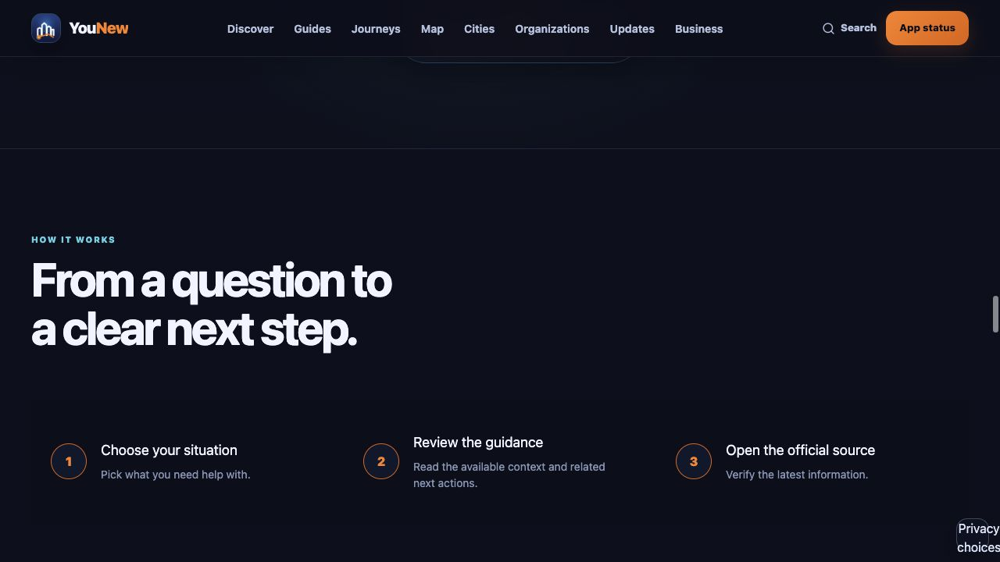 YouNew
Discover
Guides
Journeys
Map
Cities
Organizations
Updates
Business
Search
App status
HOW IT WORKS
From a question to
a clear next step.
1
Choose your situation
Pick what you need help with.
2
Review the guidance
Read the available context and related
next actions.
3
Open the official source
Verify the latest information.
Privacy
choices